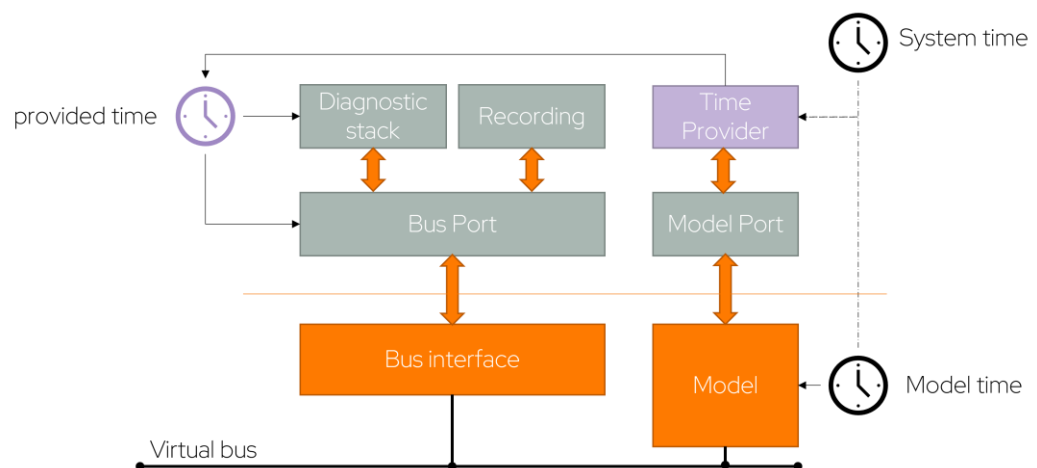 System time
provided time
Diagnostic
stack
Recording
Time
Provider
Bus Port
Model Port
Bus interface
Model
Model time
Virtual bus